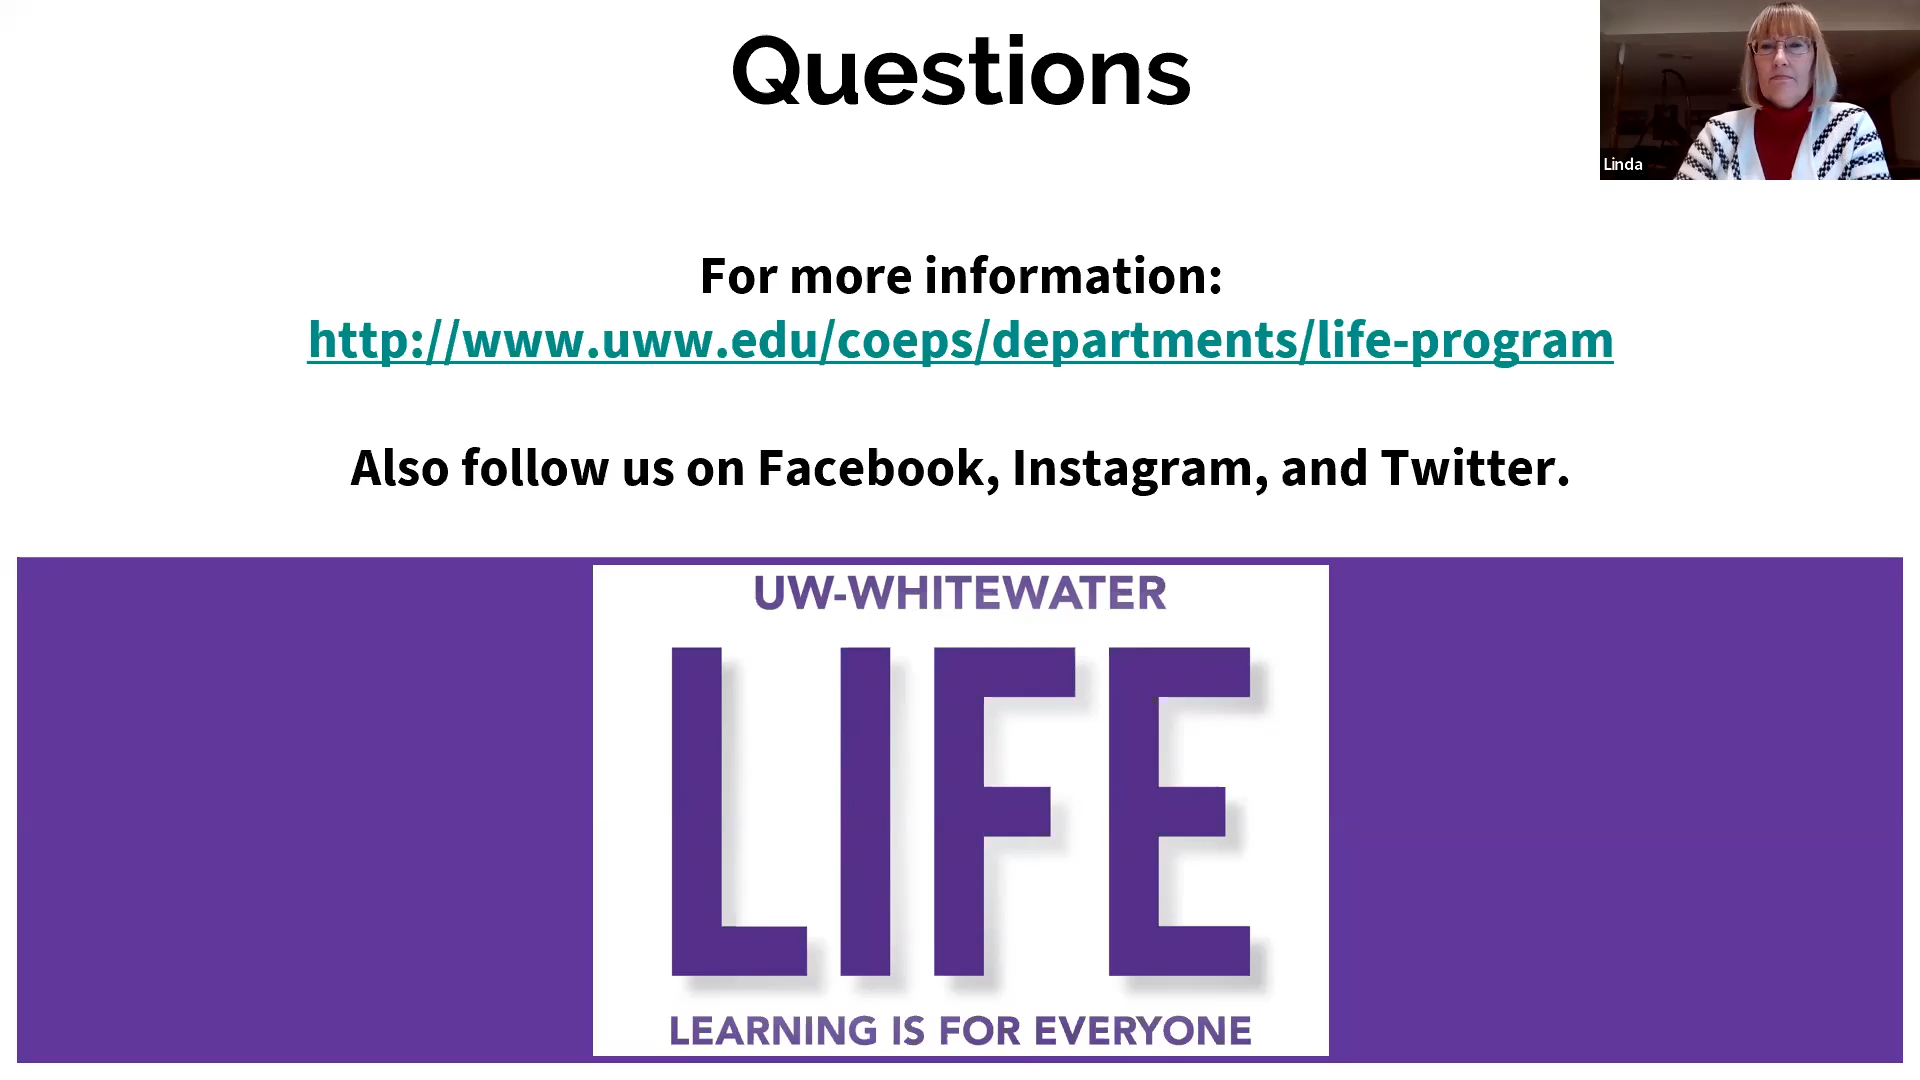 Questions
Linda
For more information:
http://www.uww.edu/coeps/departments/life-program
Also follow us on Facebook, Instagram, and Twitter.
UW-WHITEWATER
LIFE
LEARNING IS FOR EVERYONE